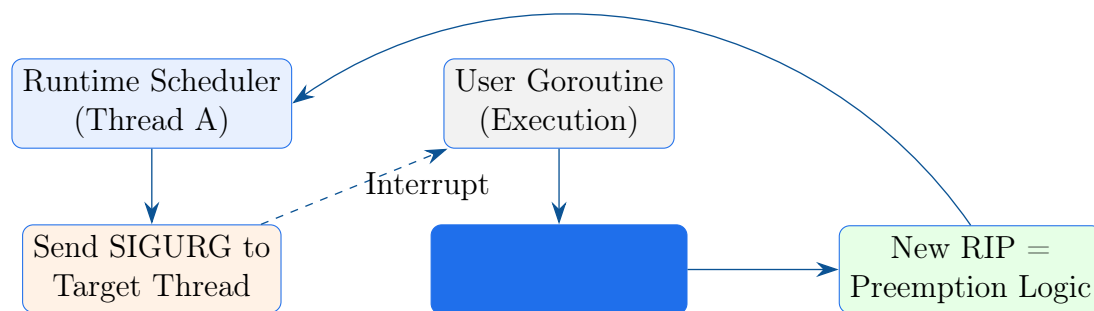 Runtime Scheduler
(Thread A)
User Goroutine
(Execution)
Interrupt
Send SIGURG to
Target Thread
New RIP =
Preemption Logic